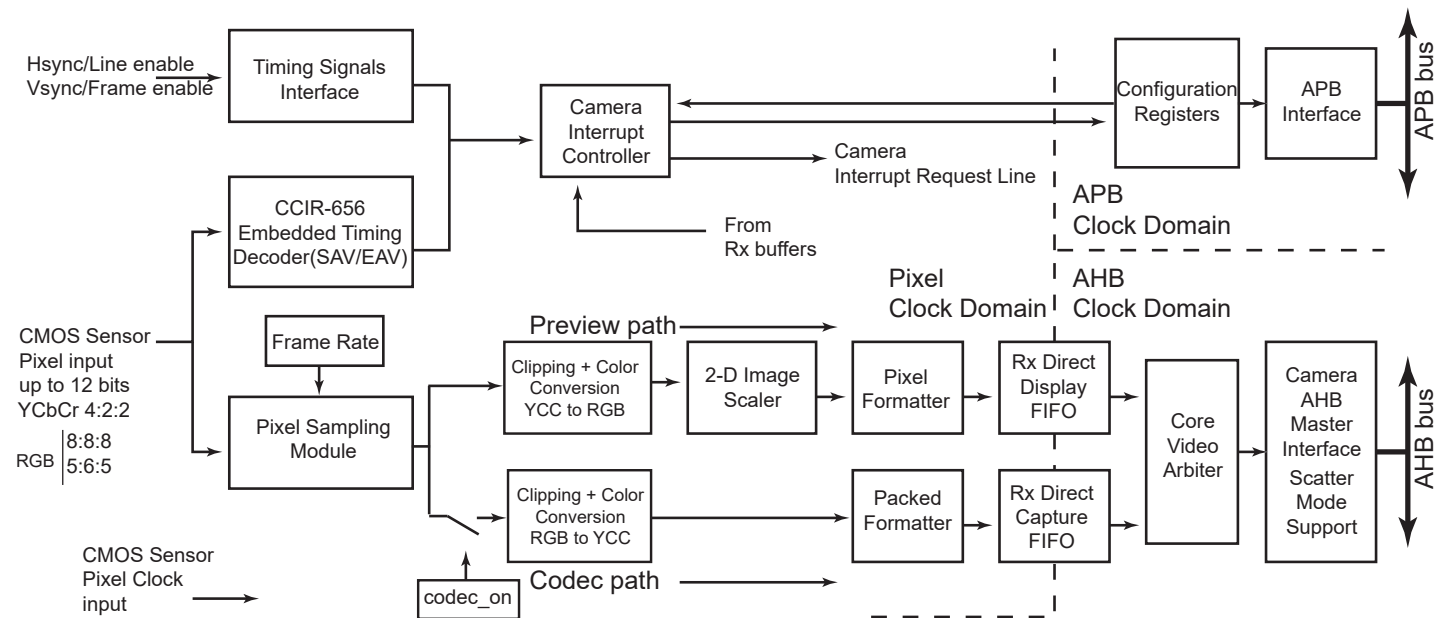 Hsync/Line enable
Vsync/Frame enable
Timing Signals
Interface
Camera
Interrupt
Controller
Configuration
Registers
APB
Interface
APB bus
Camera
Interrupt Request Line
CCIR-656
Embedded Timing
Decoder(SAV/EAV)
From
Rx buffers
APB
Clock Domain
Pixel
Clock Domain
AHB
Clock Domain
CMOS Sensor
Pixel input
up to 12 bits
YCbCr 4:2:2
RGB
8:8:8
5:6:5
Frame Rate
Pixel Sampling
Module
Preview path
Clipping + Color
Conversion
YCC to RGB
2-D Image
Scaler
Pixel
Formatter
Rx Direct
Display
FIFO
Core
Video
Arbiter
Camera
AHB
Master
Interface
Scatter
Mode
Support
AHB bus
Clipping + Color
Conversion
RGB to YCC
Packed
Formatter
Rx Direct
Capture
FIFO
Codec path
codec_on
CMOS Sensor
Pixel Clock
input